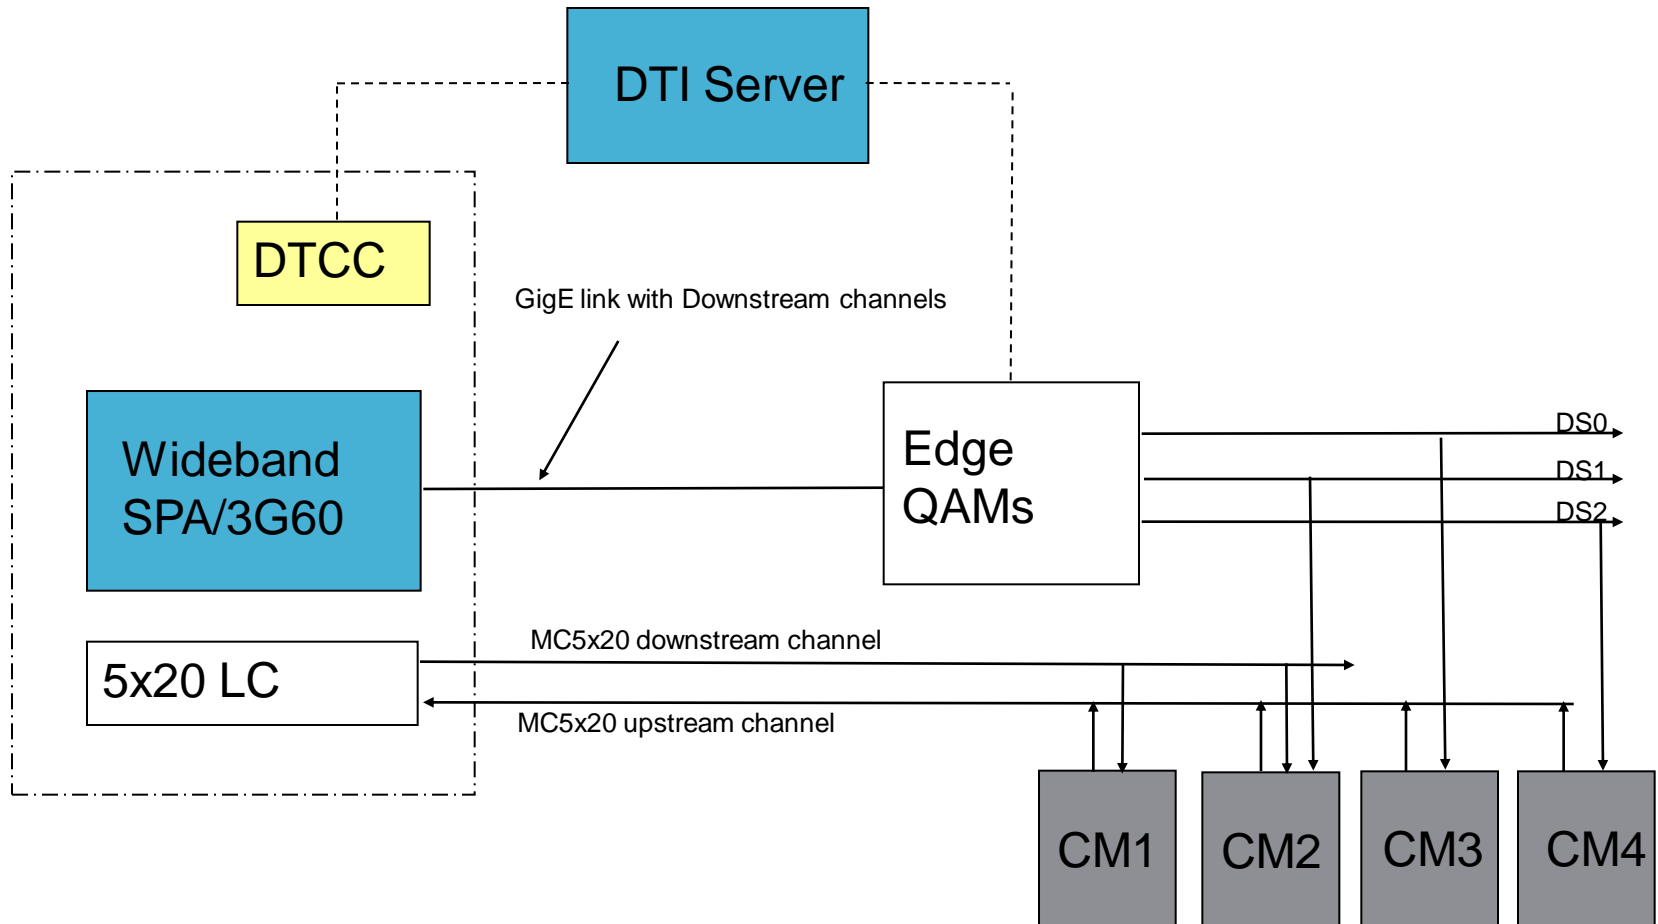 DTI Server
DTCC
GigE link with Downstream channels
Wideband
SPA/3G60
Edge
QAMs
DS0
DS1
DS2
MC5x20 downstream channel
5x20 LC
MC5x20 upstream channel
CM1
CM2
CM3
CM4